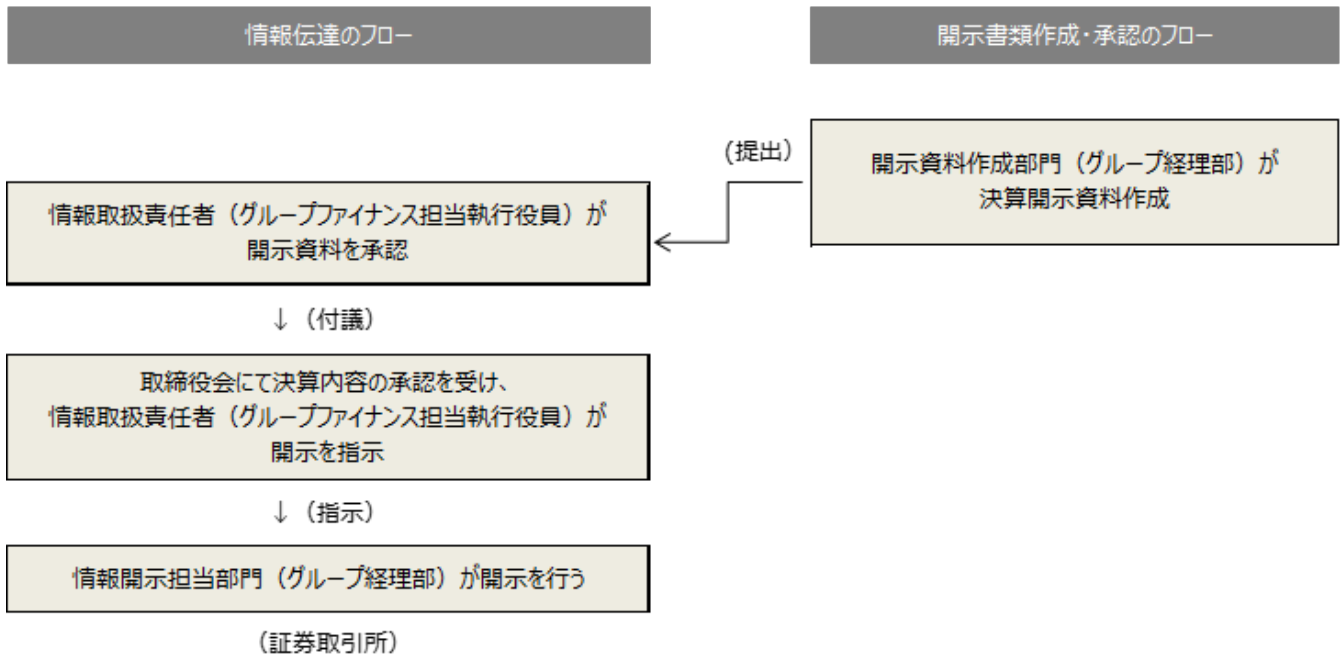 情報伝達のフロー
開示書類作成・承認のフロー
(提出)
開示資料作成部門（グループ経理部）が
決算開示資料作成
情報取扱責任者（グループファイナンス担当執行役員）が
開示資料を承認
↓（付議）
取締役会にて決算内容の承認を受け、
情報取扱責任者（グループファイナンス担当執行役員）が
開示を指示
↓（指示）
情報開示担当部門（グループ経理部）が開示を行う
（証券取引所）